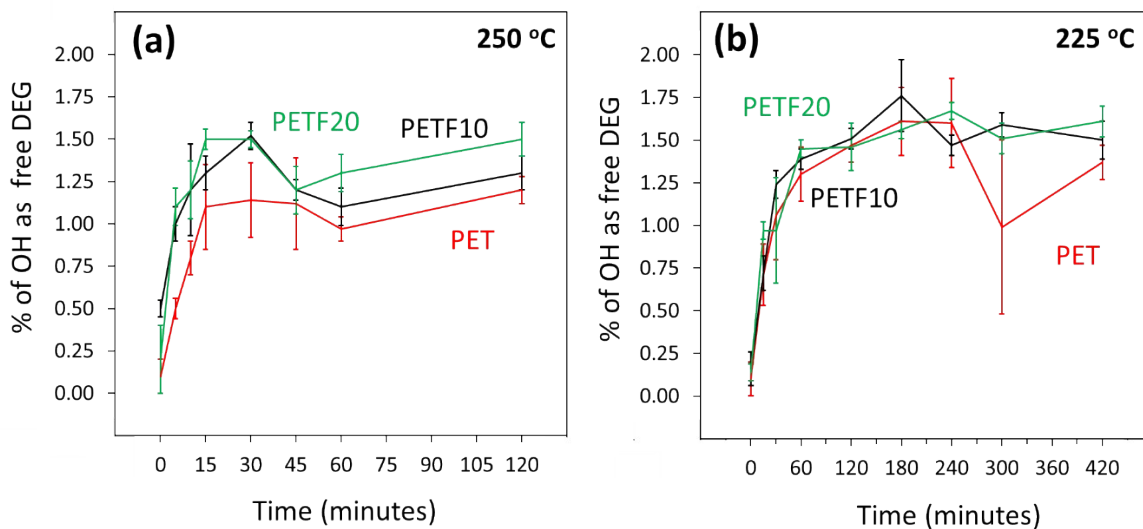 (a)
250 °C
2.00
1.75
1.50
1.25
1.00
0.75
0.50
0.25
0.00
% of OH as free DEG
PETF20
PETF10
PET
0 15 30 45 60 75 90 105 120
Time (minutes)
(b)
225 °C
2.00
1.75
1.50
1.25
1.00
0.75
0.50
0.25
0.00
% of OH as free DEG
PETF20
PETF10
PET
0 60 120 180 240 300 360 420
Time (minutes)